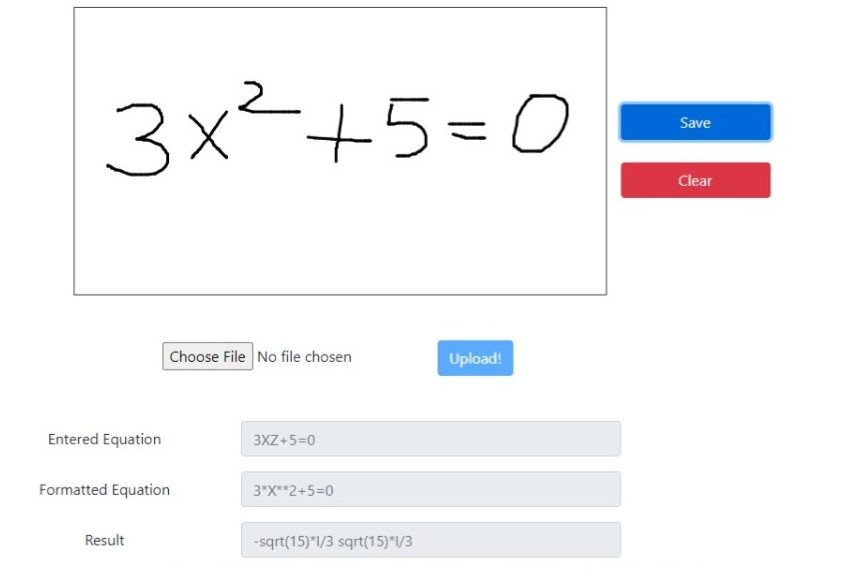 3x²+5=0
Save
Clear
Choose File No file chosen
Upload!
Entered Equation 3XZ+5=0
Formatted Equation 3*X**2+5=0
Result -sqrt(15)*I/3 sqrt(15)*I/3